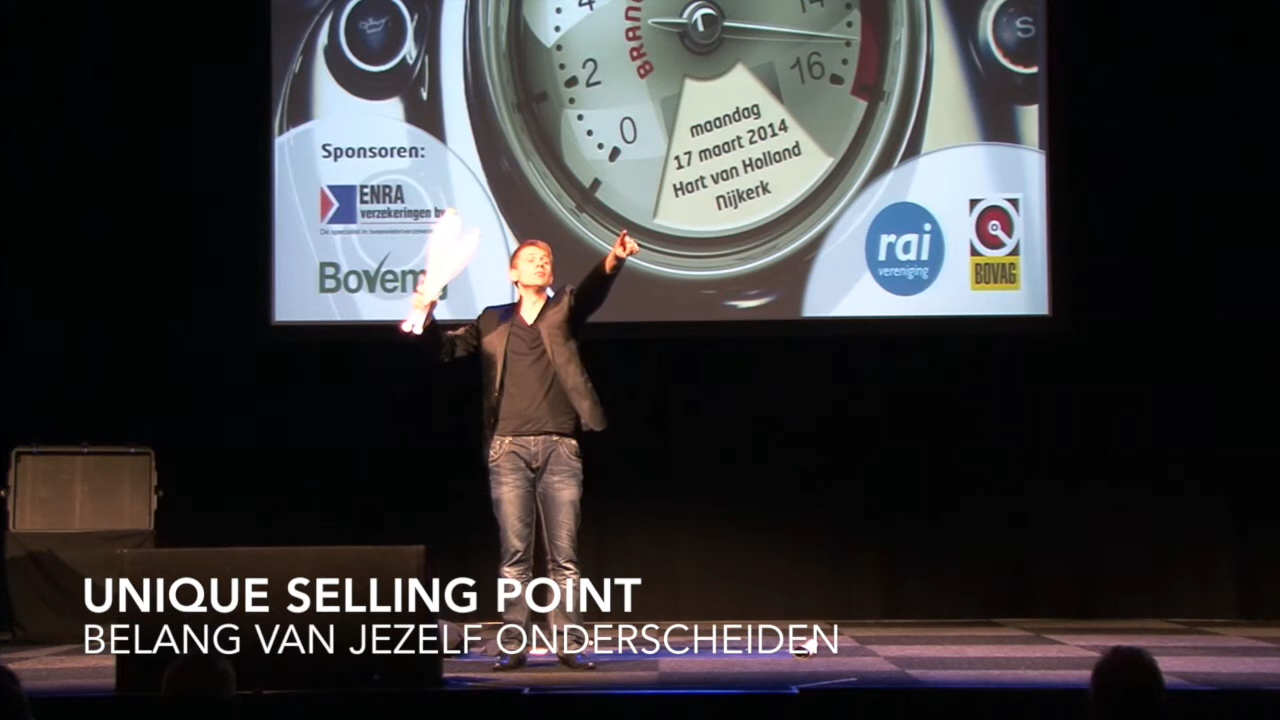 4
14
BRAND
2
16
0
S
maandag
17 maart 2014
Hart van Holland
Nijkerk
Sponsoren:
ENRA
verzekeringen bv
Bovem
rai
vereniging
BOVAG
UNIQUE SELLING POINT
BELANG VAN JEZELF ONDERSCHEIDEN